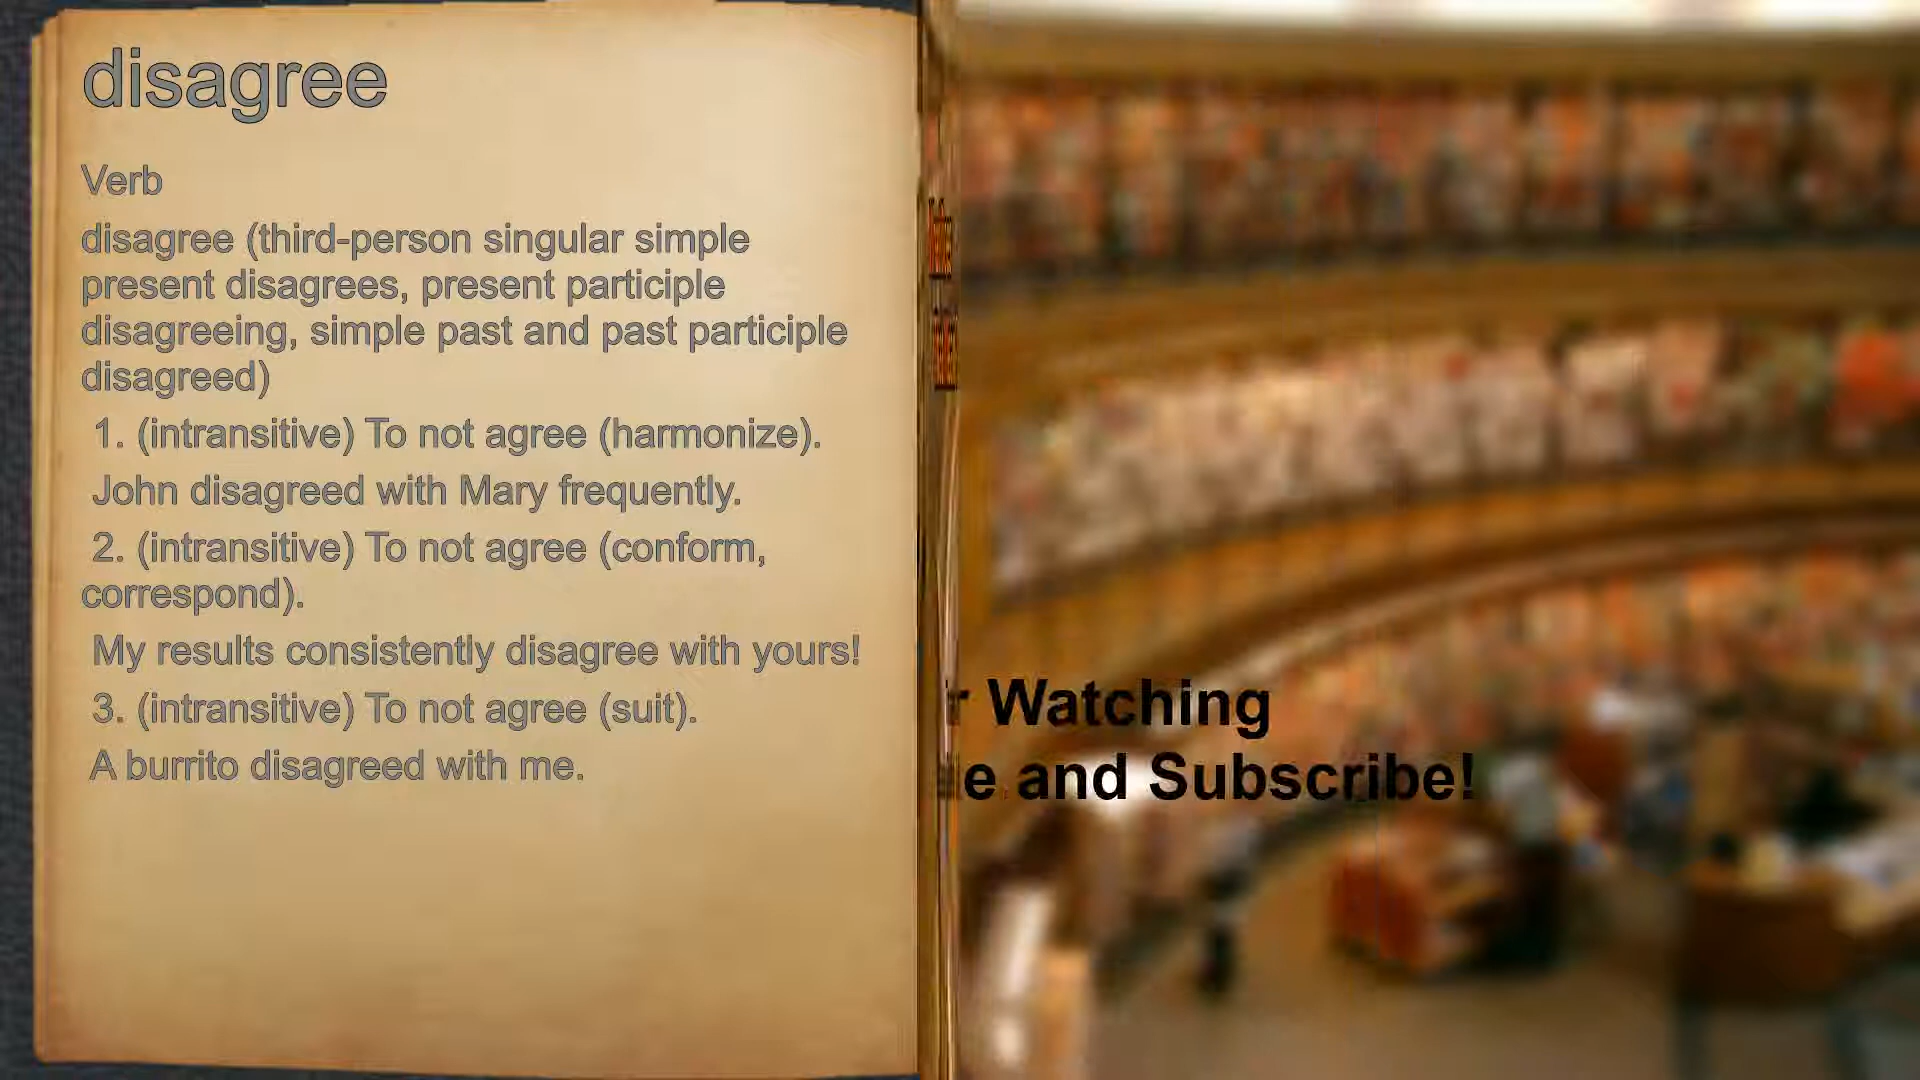 disagree
Verb
disagree (third-person singular simple
present disagrees, present participle
disagreeing, simple past and past participle
disagreed)
1. (intransitive) To not agree (harmonize).
John disagreed with Mary frequently.
2. (intransitive) To not agree (conform,
correspond).
My results consistently disagree with yours!
3. (intransitive) To not agree (suit).
A burrito disagreed with me.
Watching
and Subscribe!